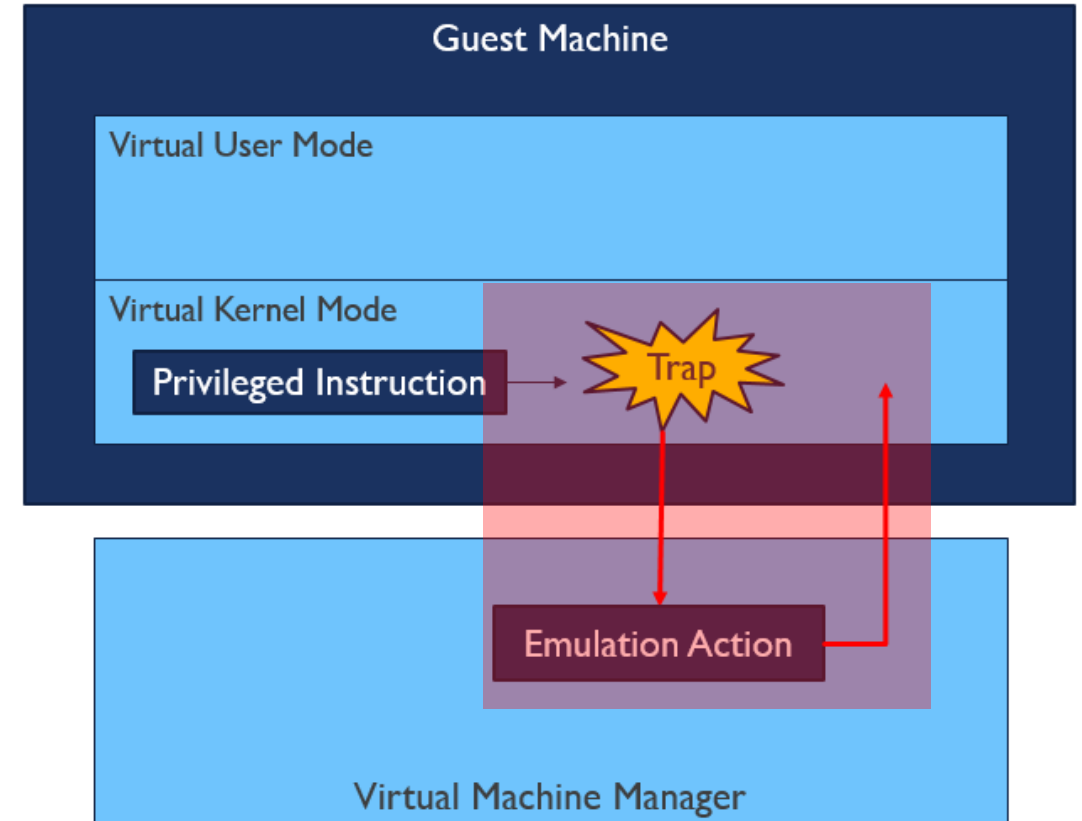 Guest Machine
Virtual User Mode
Virtual Kernel Mode
Privileged Instruction
Trap
Emulation Action
Virtual Machine Manager